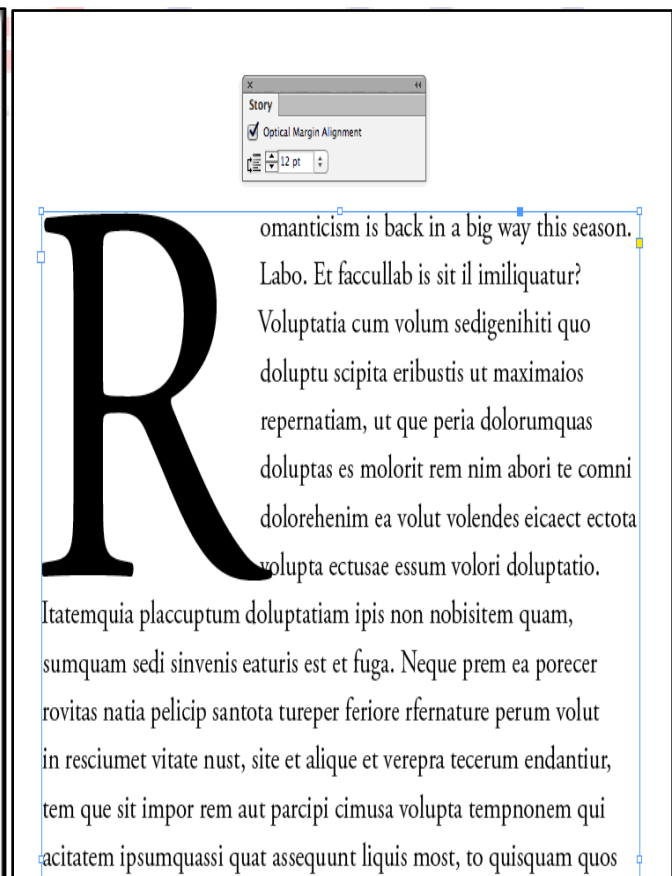 Story
Optical Margin Alignment
12 pt
Romanticism is back in a big way this season.
Labo. Et faccullab is sit il imiliquatur?
Voluptatia cum volum sedigenihiti quo
doluptu scipita eribustis ut maximaios
repernatiam, ut que peria dolorumquas
doluptas es molorit rem nim abori te comni
dolorehenim ea volut volendes eicaect ectota
volupta ectusae essum volori doluptatio.
Itatemquia placcuptum doluptatiam ipis non nobisitem quam,
sumquam sedi sinvenis eaturis est et fuga. Neque prem ea porecer
rovitas natia pelicip santota tureper feriore rfernature perum volut
in resciumet vitate nust, site et alique et verepra tecerum endantiur,
tem que sit impor rem aut parcipi cimusa volupta tempnonem qui
acitatem ipsumquassi quat assequunt liquis most, to quisquam quos